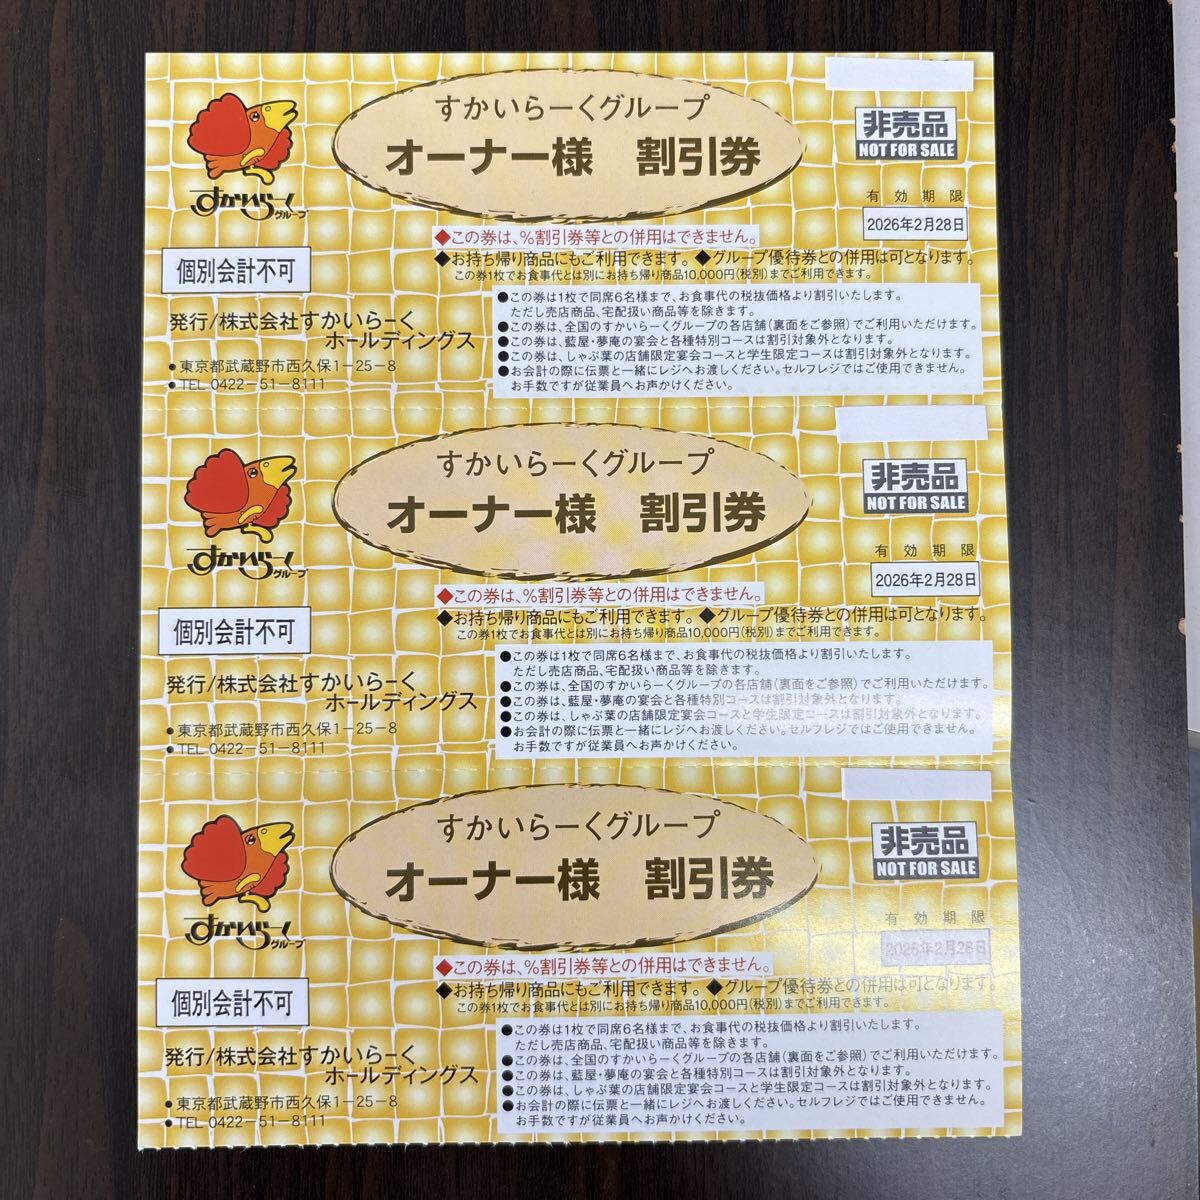 すかいらーくグループ
オーナー様 割引券
非売品
NOT FOR SALE
すかいらーく
グループ
有効期限
2026年2月28日
◆この券は、%割引券等との併用はできません。
◆お持ち帰り商品にもご利用できます。◆グループ優待券との併用は可となります。
この券1枚でお食事代とは別にお持ち帰り商品10,000円(税別)までご利用できます。
個別会計不可
発行/株式会社すかいらーく
ホールディングス
●東京都武蔵野市西久保1-25-8
●TEL 0422-51-8111
●この券は1枚で同席6名様まで、お食事代の税抜価格より割引いたします。
ただし売店商品、宅配扱い商品等を除きます。
●この券は、全国のすかいらーくグループの各店舗(裏面をご参照)でご利用いただけます。
●この券は、藍屋・夢庵の宴会と各種特別コースは割引対象外となります。
●この券は、しゃぶ葉の店舗限定宴会コースと学生限定コースは割引対象外となります。
●お会計の際に伝票と一緒にレジへお渡しください。セルフレジではご使用できません。
お手数ですが従業員へお声かけください。
すかいらーくグループ
オーナー様 割引券
非売品
NOT FOR SALE
すかいらーく
グループ
有効期限
2026年2月28日
◆この券は、%割引券等との併用はできません。
◆お持ち帰り商品にもご利用できます。◆グループ優待券との併用は可となります。
この券1枚でお食事代とは別にお持ち帰り商品10,000円(税別)までご利用できます。
個別会計不可
発行/株式会社すかいらーく
ホールディングス
●東京都武蔵野市西久保1-25-8
●TEL 0422-51-8111
●この券は1枚で同席6名様まで、お食事代の税抜価格より割引いたします。
ただし売店商品、宅配扱い商品等を除きます。
●この券は、全国のすかいらーくグループの各店舗(裏面をご参照)でご利用いただけます。
●この券は、藍屋・夢庵の宴会と各種特別コースは割引対象外となります。
●この券は、しゃぶ葉の店舗限定宴会コースと学生限定コースは割引対象外となります。
●お会計の際に伝票と一緒にレジへお渡しください。セルフレジではご使用できません。
お手数ですが従業員へお声かけください。
すかいらーくグループ
オーナー様 割引券
非売品
NOT FOR SALE
すかいらーく
グループ
有効期限
2026年2月28日
◆この券は、%割引券等との併用はできません。
◆お持ち帰り商品にもご利用できます。◆グループ優待券との併用は可となります。
この券1枚でお食事代とは別にお持ち帰り商品10,000円(税別)までご利用できます。
個別会計不可
発行/株式会社すかいらーく
ホールディングス
●東京都武蔵野市西久保1-25-8
●TEL 0422-51-8111
●この券は1枚で同席6名様まで、お食事代の税抜価格より割引いたします。
ただし売店商品、宅配扱い商品等を除きます。
●この券は、全国のすかいらーくグループの各店舗(裏面をご参照)でご利用いただけます。
●この券は、藍屋・夢庵の宴会と各種特別コースは割引対象外となります。
●この券は、しゃぶ葉の店舗限定宴会コースと学生限定コースは割引対象外となります。
●お会計の際に伝票と一緒にレジへお渡しください。セルフレジではご使用できません。
お手数ですが従業員へお声かけください。